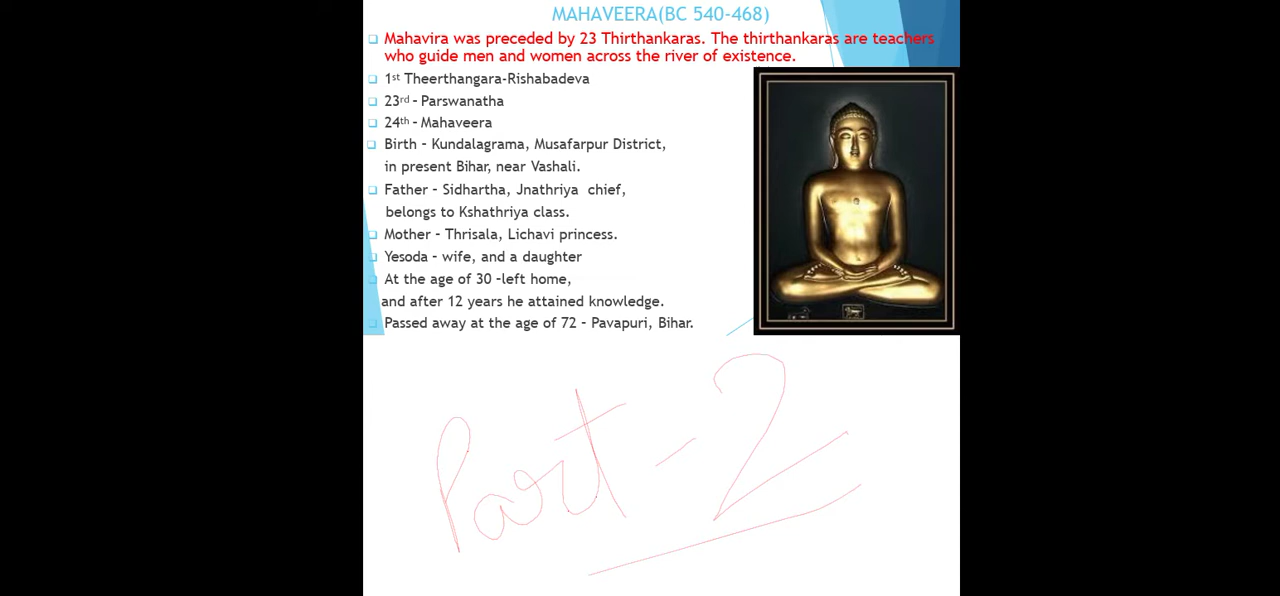 MAHAVEERA(BC 540-468)
Mahavira was preceded by 23 Thirthankaras. The thirthankaras are teachers
who guide men and women across the river of existence.
1st Theerthangara-Rishabadeva
23rd - Parswanatha
24th - Mahaveera
Birth - Kundalagrama, Musafarpur District,
in present Bihar, near Vashali.
Father - Sidhartha, Jnathriya chief,
belongs to Kshathriya class.
Mother - Thrisala, Lichavi princess.
Yesoda - wife, and a daughter
At the age of 30 -left home,
and after 12 years he attained knowledge.
Passed away at the age of 72 - Pavapuri, Bihar.
Part - 2